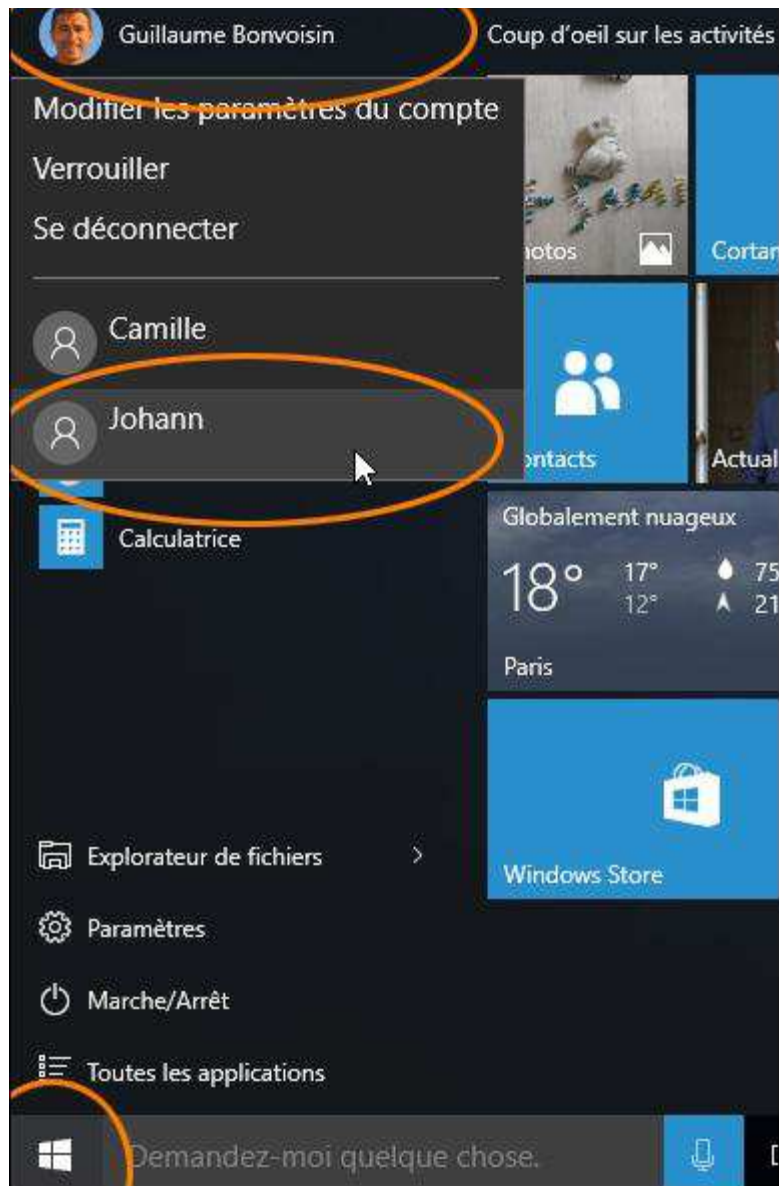 Guillaume Bonvoisin
Coup d'oeil sur les activités
Modifier les paramètres du compte
Verrouiller
Se déconnecter
Camille
Johann
Calculatrice
Globalement nuageux
18° 17° 75
12° 21
Paris
Windows Store
Explorateur de fichiers
Paramètres
Marche/Arrêt
Toutes les applications
Demandez-moi quelque chose.